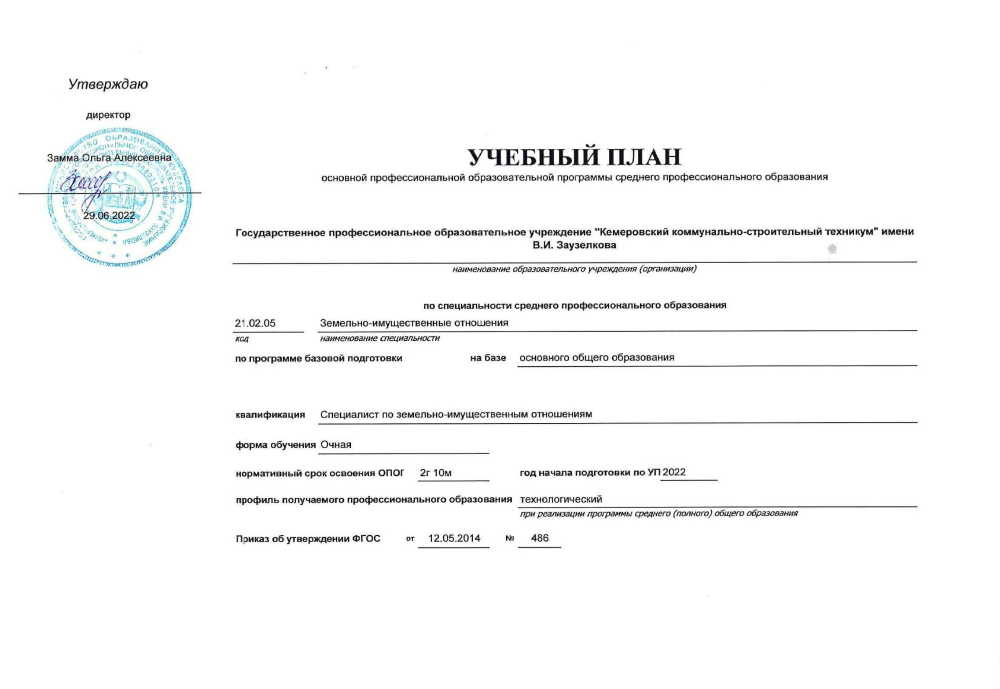 Утверждаю
директор
Замма Ольга Алексеевна
29.06.2022
УЧЕБНЫЙ ПЛАН
основной профессиональной образовательной программы среднего профессионального образования
Государственное профессиональное образовательное учреждение "Кемеровский коммунально-строительный техникум" имени
В.И. Заузелкова
наименование образовательного учреждения (организации)
по специальности среднего профессионального образования
21.02.05 Земельно-имущественные отношения
код наименование специальности
по программе базовой подготовки на базе основного общего образования
квалификация Специалист по земельно-имущественным отношениям
форма обучения Очная
нормативный срок освоения ОПОГ 2г 10м год начала подготовки по УП 2022
профиль получаемого профессионального образования технологический
при реализации программы среднего (полного) общего образования
Приказ об утверждении ФГОС от 12.05.2014 № 486